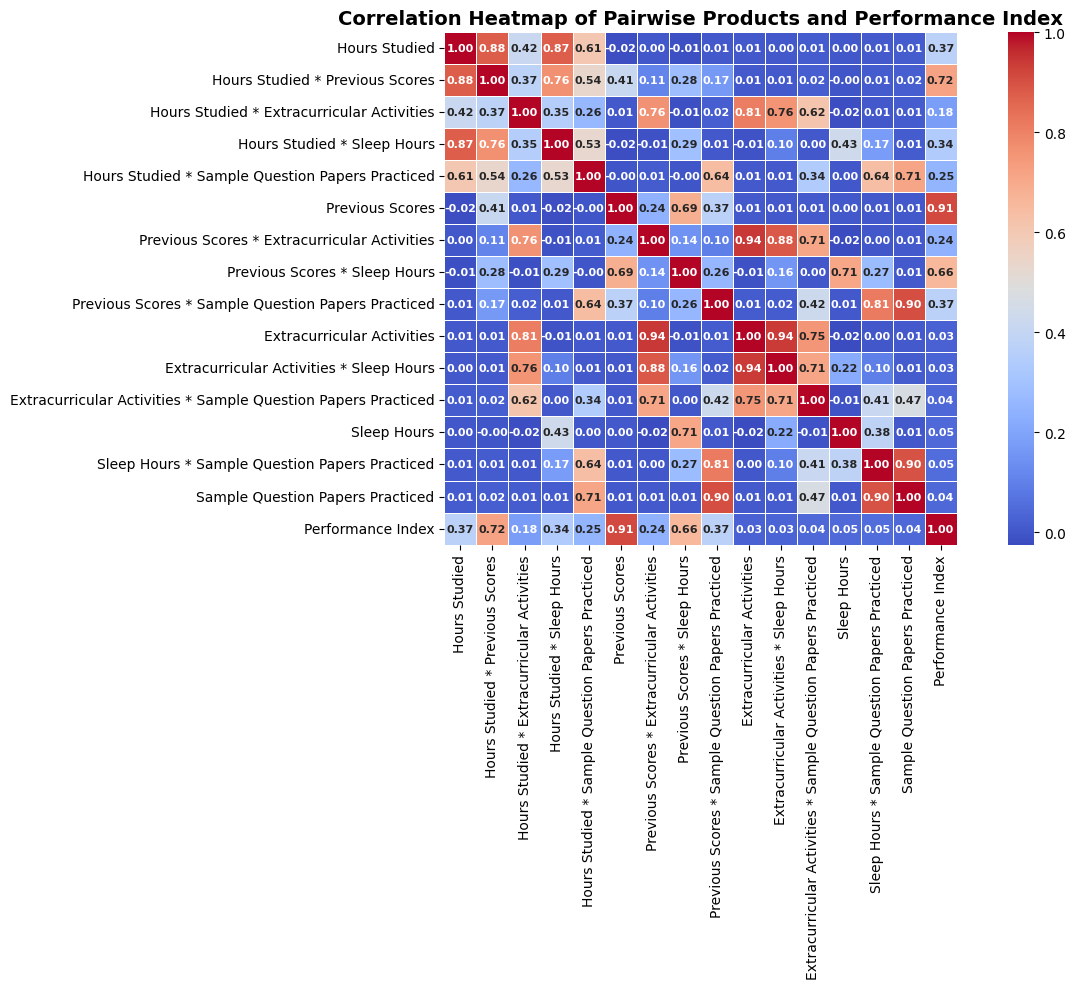 Correlation Heatmap of Pairwise Products and Performance Index
Hours Studied 1.00 0.88 0.42 0.87 0.61 -0.02 0.00 -0.01 0.01 0.01 0.00 0.01 0.00 0.01 0.01 0.37
Hours Studied * Previous Scores 0.88 1.00 0.37 0.76 0.54 0.41 0.11 0.28 0.17 0.01 0.01 0.02 -0.00 0.01 0.02 0.72
Hours Studied * Extracurricular Activities 0.42 0.37 1.00 0.35 0.26 0.01 0.76 -0.01 0.02 0.81 0.76 0.62 -0.02 0.01 0.01 0.18
Hours Studied * Sleep Hours 0.87 0.76 0.35 1.00 0.53 -0.02 -0.01 0.29 0.01 -0.01 0.10 0.00 0.43 0.17 0.01 0.34
Hours Studied * Sample Question Papers Practiced 0.61 0.54 0.26 0.53 1.00 -0.00 0.01 -0.00 0.64 0.01 0.01 0.34 0.00 0.64 0.71 0.25
Previous Scores -0.02 0.41 0.01 -0.02 -0.00 1.00 0.24 0.69 0.37 0.01 0.01 0.01 0.00 0.01 0.01 0.91
Previous Scores * Extracurricular Activities 0.00 0.11 0.76 -0.01 0.01 0.24 1.00 0.14 0.10 0.94 0.88 0.71 -0.02 0.00 0.01 0.24
Previous Scores * Sleep Hours -0.01 0.28 -0.01 0.29 -0.00 0.69 0.14 1.00 0.26 -0.01 0.16 0.00 0.71 0.27 0.01 0.66
Previous Scores * Sample Question Papers Practiced 0.01 0.17 0.02 0.01 0.64 0.37 0.10 0.26 1.00 0.01 0.02 0.42 0.01 0.81 0.90 0.37
Extracurricular Activities 0.01 0.01 0.81 -0.01 0.01 0.01 0.94 -0.01 0.01 1.00 0.94 0.75 -0.02 0.00 0.01 0.03
Extracurricular Activities * Sleep Hours 0.00 0.01 0.76 0.10 0.01 0.01 0.88 0.16 0.02 0.94 1.00 0.71 0.22 0.10 0.01 0.03
Extracurricular Activities * Sample Question Papers Practiced 0.01 0.02 0.62 0.00 0.34 0.01 0.71 0.00 0.42 0.75 0.71 1.00 -0.01 0.41 0.47 0.04
Sleep Hours 0.00 -0.00 -0.02 0.43 0.00 0.00 -0.02 0.71 0.01 -0.02 0.22 -0.01 1.00 0.38 0.01 0.05
Sleep Hours * Sample Question Papers Practiced 0.01 0.01 0.01 0.17 0.64 0.01 0.00 0.27 0.81 0.00 0.10 0.41 0.38 1.00 0.90 0.05
Sample Question Papers Practiced 0.01 0.02 0.01 0.01 0.71 0.01 0.01 0.01 0.90 0.01 0.01 0.47 0.01 0.90 1.00 0.04
Performance Index 0.37 0.72 0.18 0.34 0.25 0.91 0.24 0.66 0.37 0.03 0.03 0.04 0.05 0.05 0.04 1.00
Hours Studied
Hours Studied * Previous Scores
Hours Studied * Extracurricular Activities
Hours Studied * Sleep Hours
Hours Studied * Sample Question Papers Practiced
Previous Scores
Previous Scores * Extracurricular Activities
Previous Scores * Sleep Hours
Previous Scores * Sample Question Papers Practiced
Extracurricular Activities
Extracurricular Activities * Sleep Hours
Extracurricular Activities * Sample Question Papers Practiced
Sleep Hours
Sleep Hours * Sample Question Papers Practiced
Sample Question Papers Practiced
Performance Index
1.0
0.8
0.6
0.4
0.2
0.0